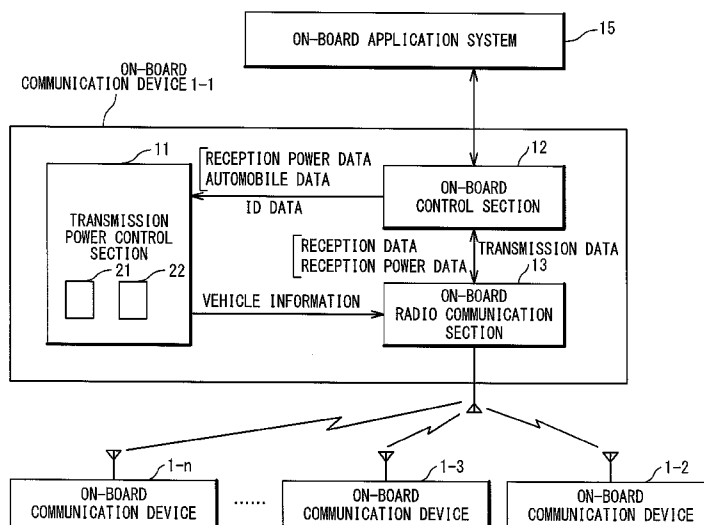 ON-BOARD APPLICATION SYSTEM
15
ON-BOARD
COMMUNICATION DEVICE 1-1
11
RECEPTION POWER DATA
AUTOMOBILE DATA
ID DATA
12
ON-BOARD
CONTROL SECTION
TRANSMISSION
POWER CONTROL
SECTION
21
22
RECEPTION DATA
RECEPTION POWER DATA
TRANSMISSION DATA
13
VEHICLE INFORMATION
ON-BOARD
RADIO COMMUNICATION
SECTION
1-n
ON-BOARD
COMMUNICATION DEVICE
......
1-3
ON-BOARD
COMMUNICATION DEVICE
1-2
ON-BOARD
COMMUNICATION DEVICE